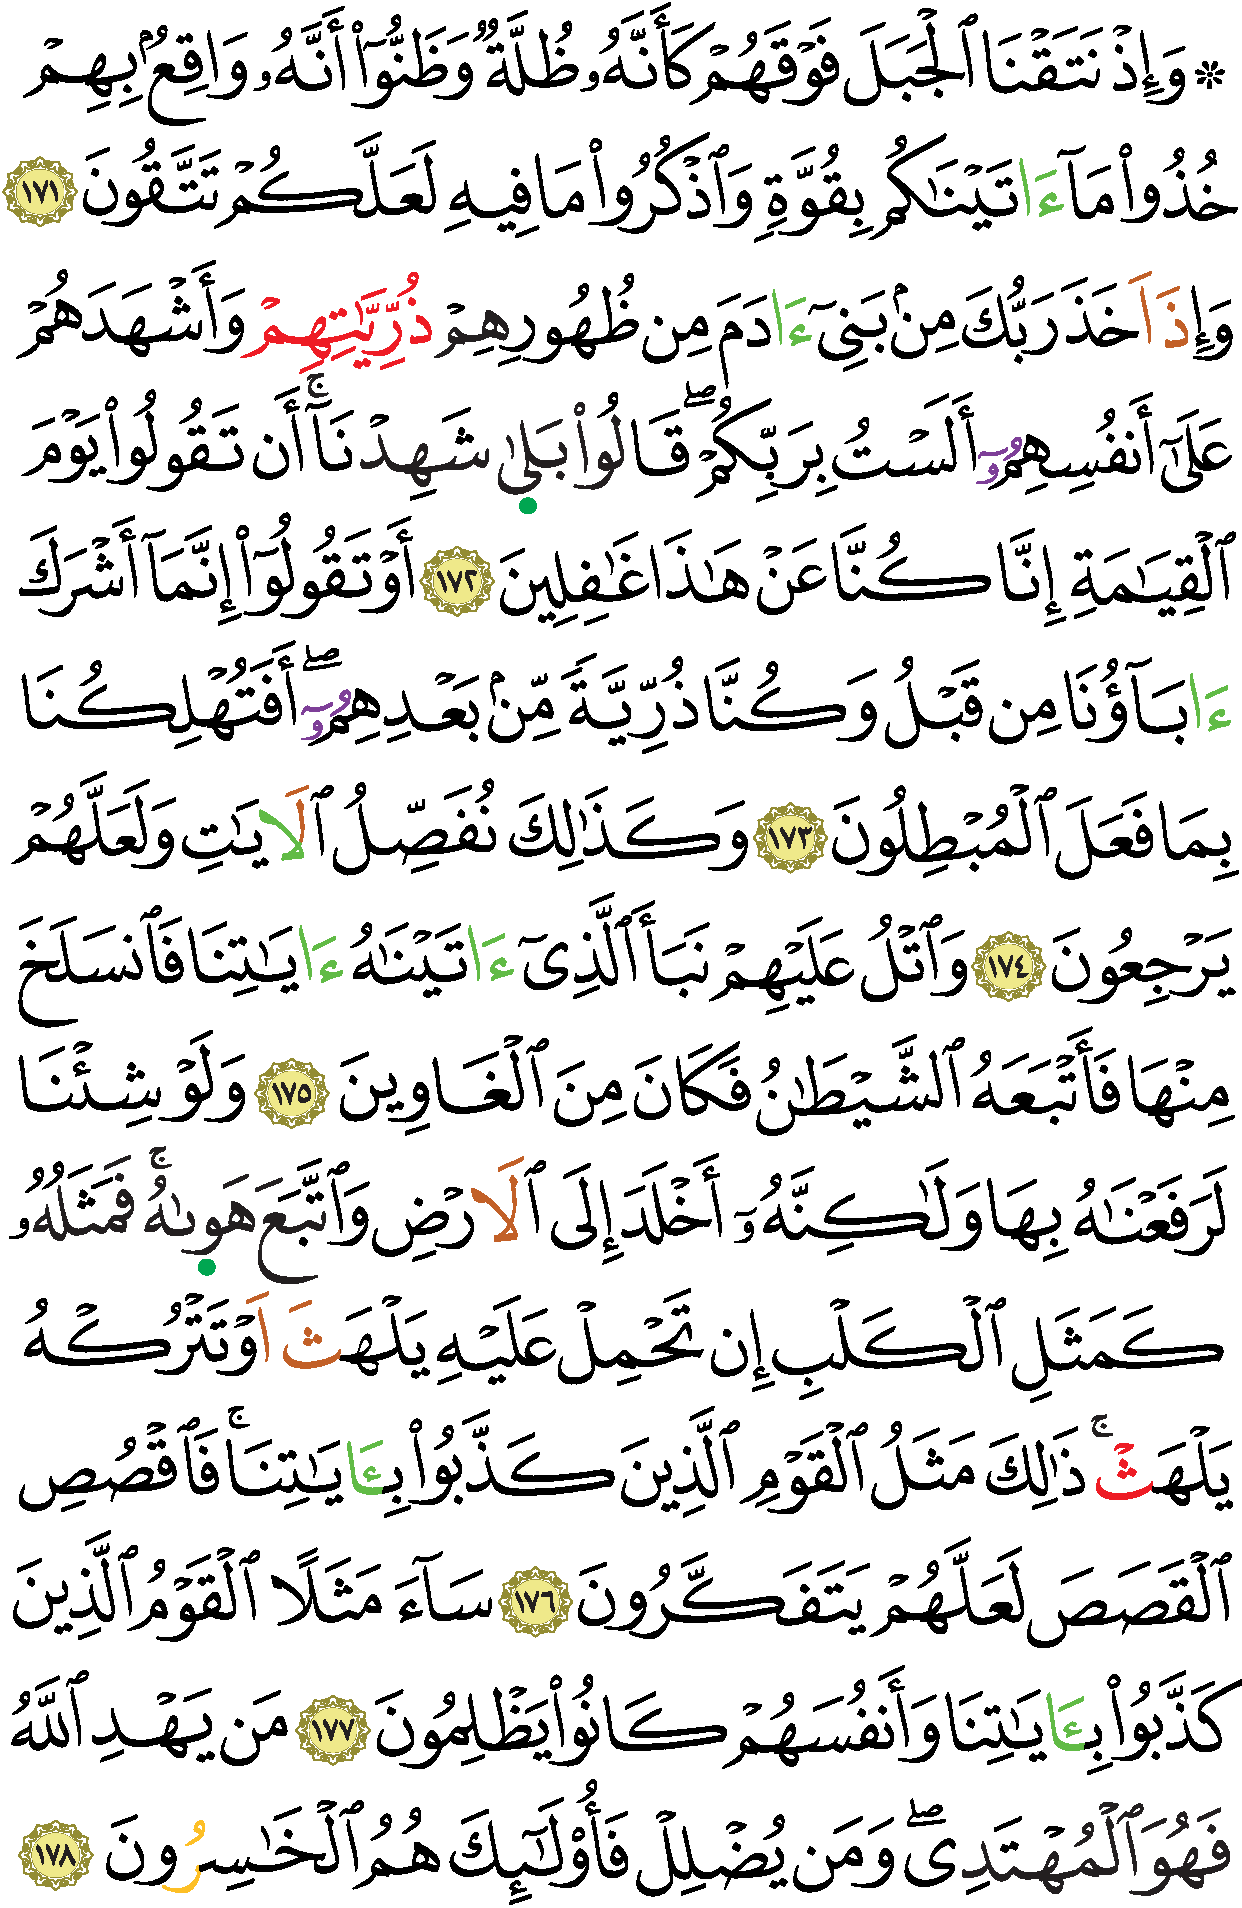 ۞ وَإِذْ نَتَقْنَا ٱلْجَبَلَ فَوْقَهُمْ كَأَنَّهُۥ ظُلَّةٌ وَظَنُّوٓا۟ أَنَّهُۥ وَاقِعُۢ بِهِمْ
خُذُوا۟ مَآ ءَاتَيْنَٰكُم بِقُوَّةٍ وَٱذْكُرُوا۟ مَا فِيهِ لَعَلَّكُمْ تَتَّقُونَ ١٧١
وَإِذَ اَخَذَ رَبُّكَ مِنۢ بَنِىٓ ءَادَمَ مِن ظُهُورِهِمْ ذُرِّيَّٰتِهِمْ وَأَشْهَدَهُمْ
عَلَىٰٓ أَنفُسِهِمُۥٓ أَلَسْتُ بِرَبِّكُمْ ۖ قَالُوا۟ بَلَىٰ شَهِدْنَآ ۚ أَن تَقُولُوا۟ يَوْمَ
ٱلْقِيَٰمَةِ إِنَّا كُنَّا عَنْ هَٰذَا غَٰفِلِينَ ١٧٢ أَوْ تَقُولُوٓا۟ إِنَّمَآ أَشْرَكَ
ءَابَآؤُنَا مِن قَبْلُ وَكُنَّا ذُرِّيَّةً مِّنۢ بَعْدِهِمُۥٓ ۖ أَفَتُهْلِكُنَا
بِمَا فَعَلَ ٱلْمُبْطِلُونَ ١٧٣ وَكَذَٰلِكَ نُفَصِّلُ ٱلَايَٰتِ وَلَعَلَّهُمْ
يَرْجِعُونَ ١٧٤ وَٱتْلُ عَلَيْهِمْ نَبَأَ ٱلَّذِىٓ ءَاتَيْنَٰهُ ءَايَٰتِنَا فَٱنسَلَخَ
مِنْهَا فَأَتْبَعَهُ ٱلشَّيْطَٰنُ فَكَانَ مِنَ ٱلْغَاوِينَ ١٧٥ وَلَوْ شِئْنَا
لَرَفَعْنَٰهُ بِهَا وَلَٰكِنَّهُۥٓ أَخْلَدَ إِلَى ٱلَارْضِ وَٱتَّبَعَ هَوَىٰهُ ۚ فَمَثَلُهُۥ
كَمَثَلِ ٱلْكَلْبِ إِن تَحْمِلْ عَلَيْهِ يَلْهَثَ اَوْ تَتْرُكْهُ
يَلْهَثْ ۚ ذَٰلِكَ مَثَلُ ٱلْقَوْمِ ٱلَّذِينَ كَذَّبُوا۟ بِـَٔايَٰتِنَا ۚ فَٱقْصُصِ
ٱلْقَصَصَ لَعَلَّهُمْ يَتَفَكَّرُونَ ١٧٦ سَآءَ مَثَلًا ٱلْقَوْمُ ٱلَّذِينَ
كَذَّبُوا۟ بِـَٔايَٰتِنَا وَأَنفُسَهُمْ كَانُوا۟ يَظْلِمُونَ ١٧٧ مَن يَهْدِ ٱللَّهُ
فَهُوَ ٱلْمُهْتَدِى ۖ وَمَن يُضْلِلْ فَأُو۟لَٰٓئِكَ هُمُ ٱلْخَٰسِرُونَ ١٧٨